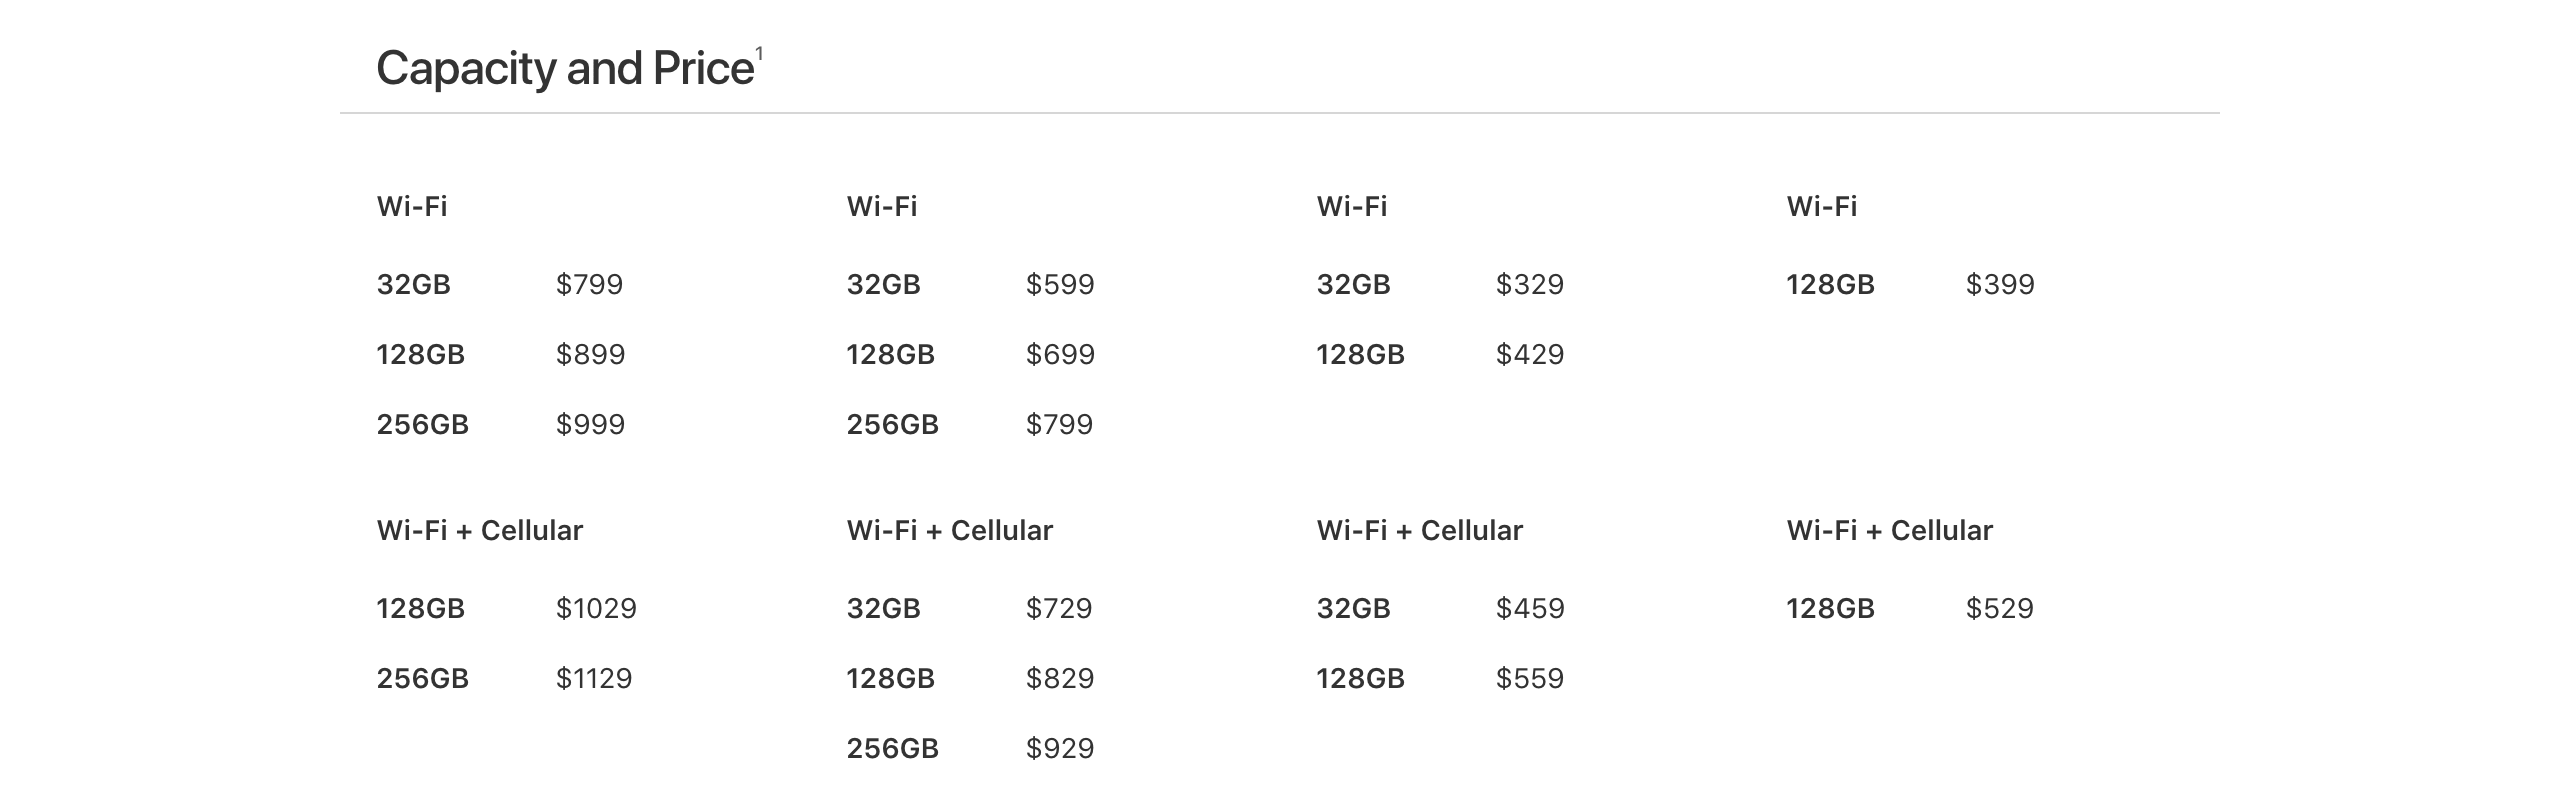 Capacity and Price1
Wi-Fi Wi-Fi Wi-Fi Wi-Fi
32GB $799 32GB $599 32GB $329 128GB $399
128GB $899 128GB $699 128GB $429
256GB $999 256GB $799
Wi-Fi + Cellular Wi-Fi + Cellular Wi-Fi + Cellular Wi-Fi + Cellular
128GB $1029 32GB $729 32GB $459 128GB $529
256GB $1129 128GB $829 128GB $559
256GB $929